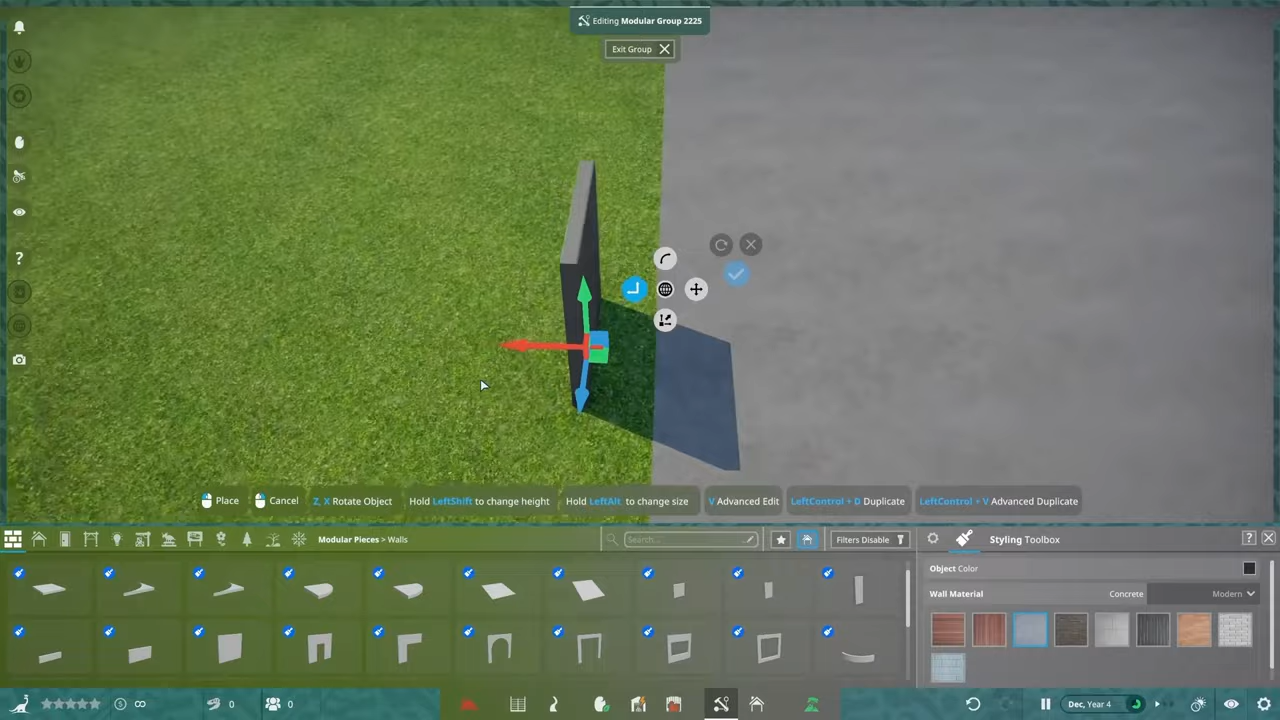 Editing Modular Group 2225
Exit Group
?
Place
Cancel
Z, X Rotate Object
Hold LeftShift to change height
Hold LeftAlt to change size
V Advanced Edit
LeftControl + D Duplicate
LeftControl + V Advanced Duplicate
Modular Pieces > Walls
Search...
Filters Disable
Styling Toolbox
?
Object Color
Wall Material
Concrete
Modern
∞
0
0
Dec, Year 4